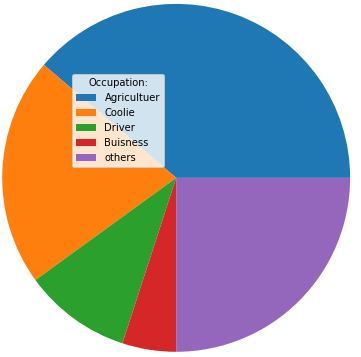 Occupation:
Agricultuer
Coolie
Driver
Buisness
others